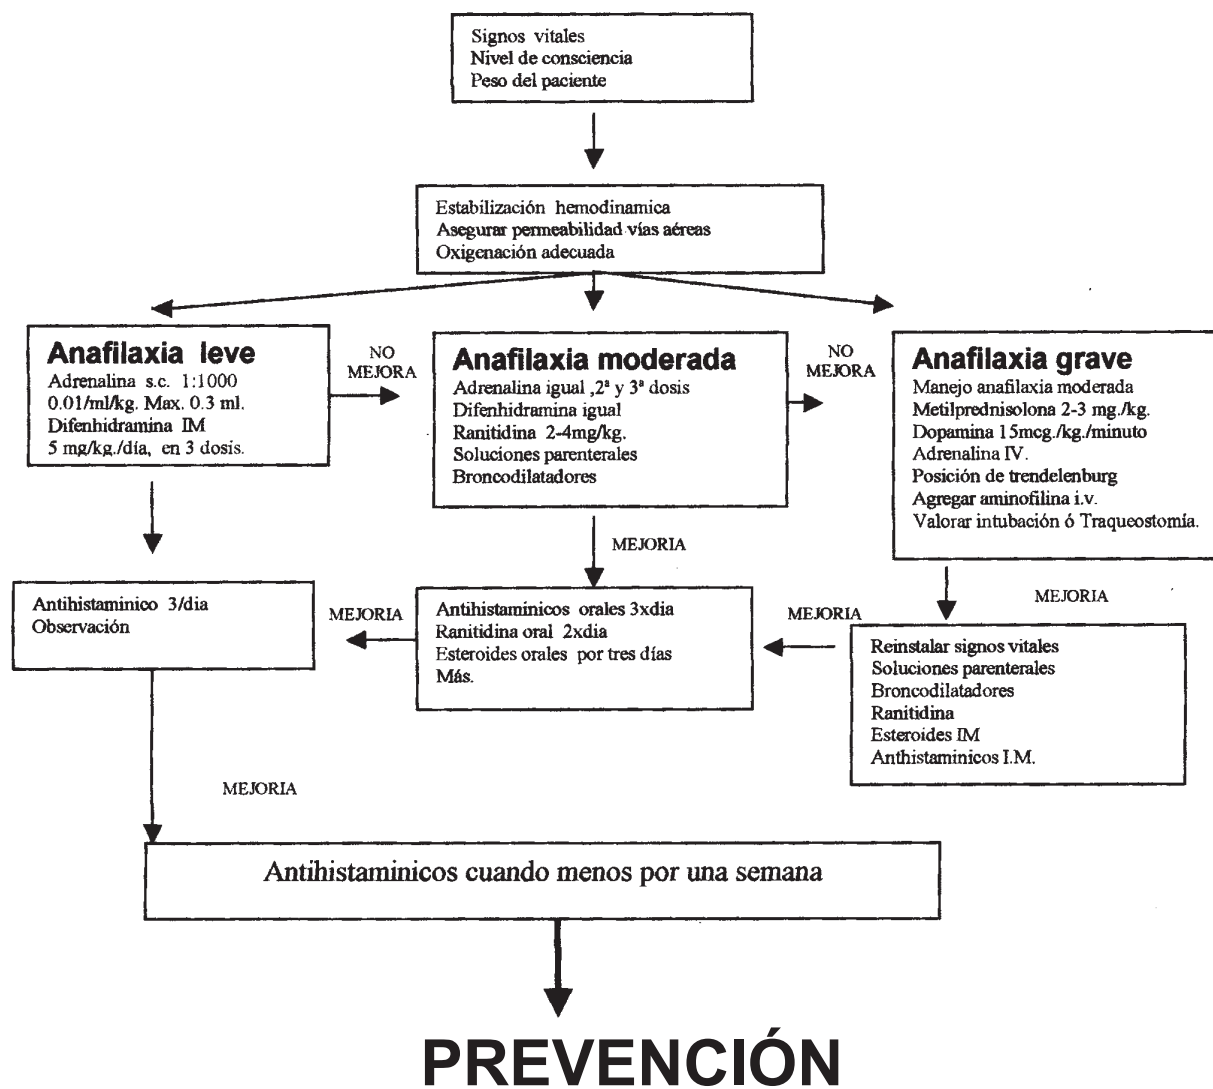 Signos vitales
Nivel de consciencia
Peso del paciente
Estabilización hemodinamica
Asegurar permeabilidad vías aéreas
Oxigenación adecuada
Anafilaxia leve
Adrenalina s.c. 1:1000
0.01/ml/kg. Max. 0.3 ml.
Difenhidramina IM
5 mg/kg./día, en 3 dosis.
NO
MEJORA
Anafilaxia moderada
Adrenalina igual ,2ª y 3ª dosis
Difenhidramina igual
Ranitidina 2-4mg/kg.
Soluciones parenterales
Broncodilatadores
NO
MEJORA
Anafilaxia grave
Manejo anafilaxia moderada
Metilprednisolona 2-3 mg./kg.
Dopamina 15mcg./kg./minuto
Adrenalina IV.
Posición de trendelenburg
Agregar aminofilina i.v.
Valorar intubación ó Traqueostomía.
MEJORIA
MEJORIA
Antihistaminico 3/dia
Observación
MEJORIA
Antihistamínicos orales 3xdia
Ranitidina oral 2xdia
Esteroides orales por tres días
Más.
MEJORIA
Reinstalar signos vitales
Soluciones parenterales
Broncodilatadores
Ranitidina
Esteroides IM
Anthistaminicos I.M.
MEJORIA
Antihistaminicos cuando menos por una semana
PREVENCIÓN